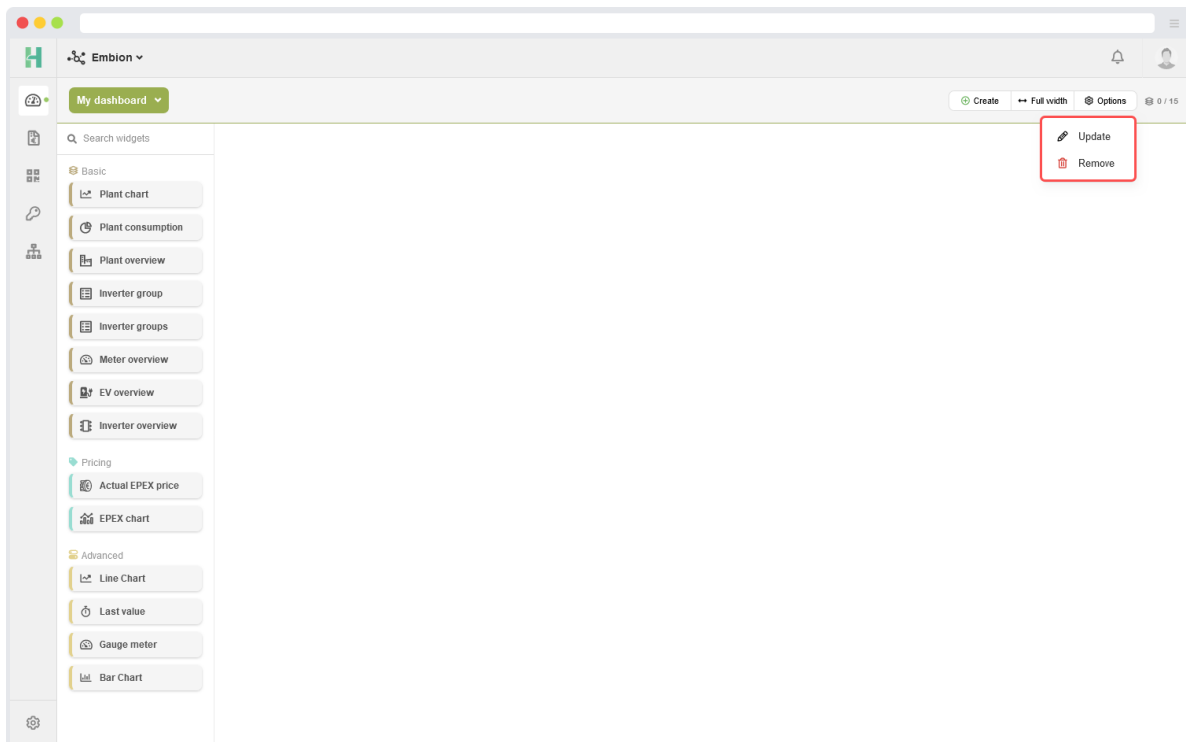 Embion
My dashboard
Create
Full width
Options
0 / 15
Update
Remove
Search widgets
Basic
Plant chart
Plant consumption
Plant overview
Inverter group
Inverter groups
Meter overview
EV overview
Inverter overview
Pricing
Actual EPEX price
EPEX chart
Advanced
Line Chart
Last value
Gauge meter
Bar Chart